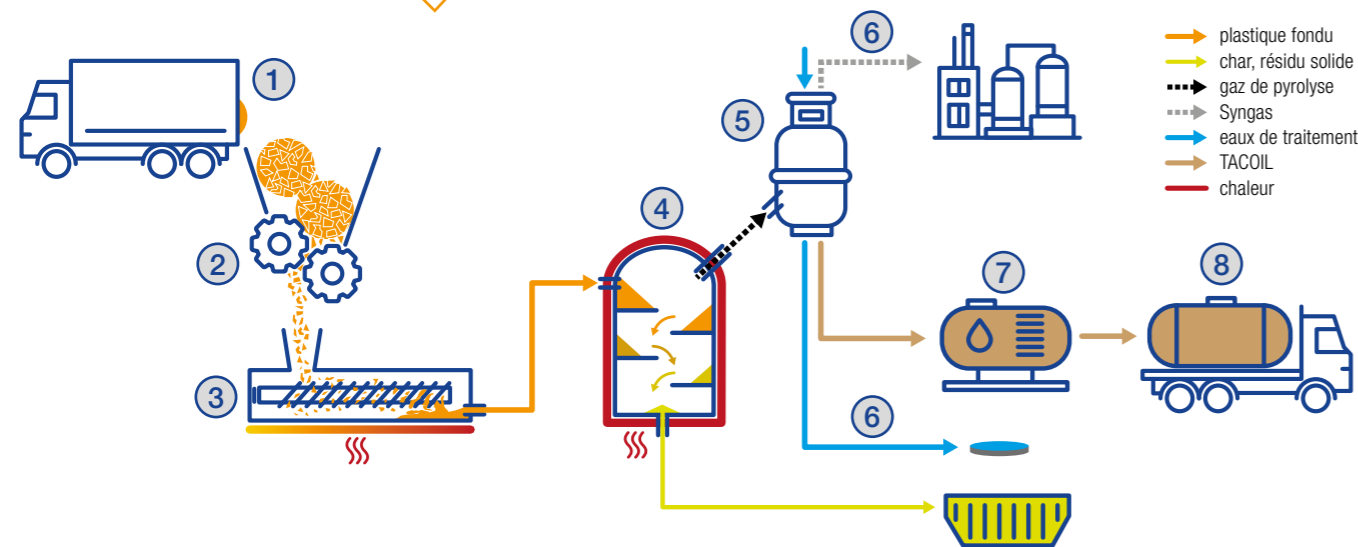 1
2
3
4
5
6
6
7
8
plastique fondu
char, résidu solide
gaz de pyrolyse
Syngas
eaux de traitement
TACOIL
chaleur